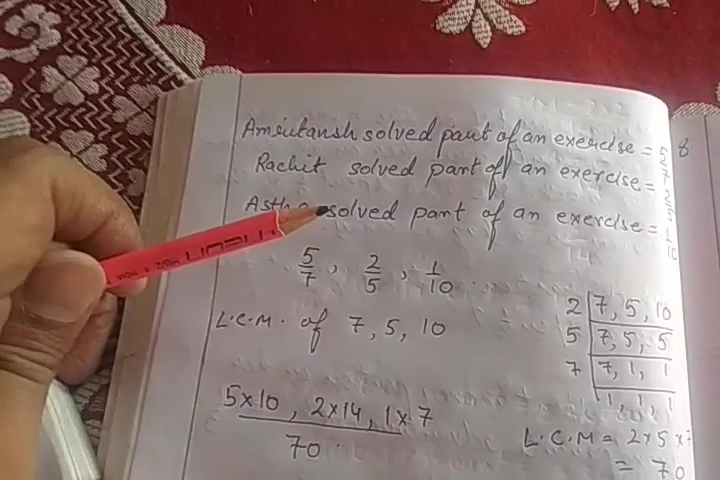 Amritansh solved part of an exercise = 5/7
8
Rachit solved part of an exercise = 2/5
solved part of an exercise = 1/10
5/7, 2/5, 1/10
L.C.M. of 7, 5, 10
2 | 7, 5, 10
5 | 7, 5, 5
7 | 7, 1, 1
1, 1, 1
5×10, 2×14, 1×7
70
L.C.M = 2×5×7
= 70